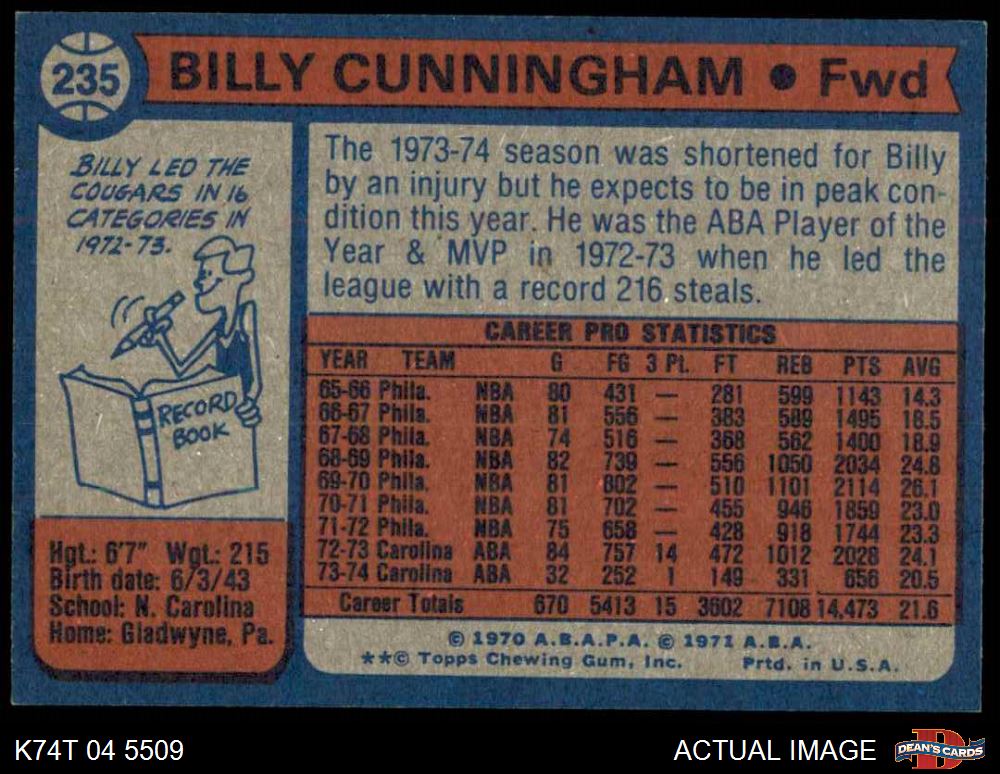 235
BILLY CUNNINGHAM • Fwd
BILLY LED THE
COUGARS IN 16
CATEGORIES IN
1972-73.
RECORD
BOOK
Hgt.: 6'7" Wgt.: 215
Birth date: 6/3/43
School: N. Carolina
Home: Gladwyne, Pa.
The 1973-74 season was shortened for Billy
by an injury but he expects to be in peak con-
dition this year. He was the ABA Player of the
Year & MVP in 1972-73 when he led the
league with a record 216 steals.
CAREER PRO STATISTICS
YEAR TEAM G FG 3 Pt. FT REB PTS AVG
65-66 Phila. NBA 80 431 — 281 599 1143 14.3
66-67 Phila. NBA 81 556 — 383 589 1495 18.5
67-68 Phila. NBA 74 516 — 368 562 1400 18.9
68-69 Phila. NBA 82 739 — 556 1050 2034 24.8
69-70 Phila. NBA 81 802 — 510 1101 2114 26.1
70-71 Phila. NBA 81 702 — 455 946 1859 23.0
71-72 Phila. NBA 75 658 — 428 918 1744 23.3
72-73 Carolina ABA 84 757 14 472 1012 2028 24.1
73-74 Carolina ABA 32 252 1 149 331 656 20.5
Career Totals 670 5413 15 3602 7108 14,473 21.6
© 1970 A.B.A.P.A. © 1971 A.B.A.
**© Topps Chewing Gum, Inc. Prtd. in U.S.A.
K74T 04 5509
ACTUAL IMAGE
DEAN'S CARDS